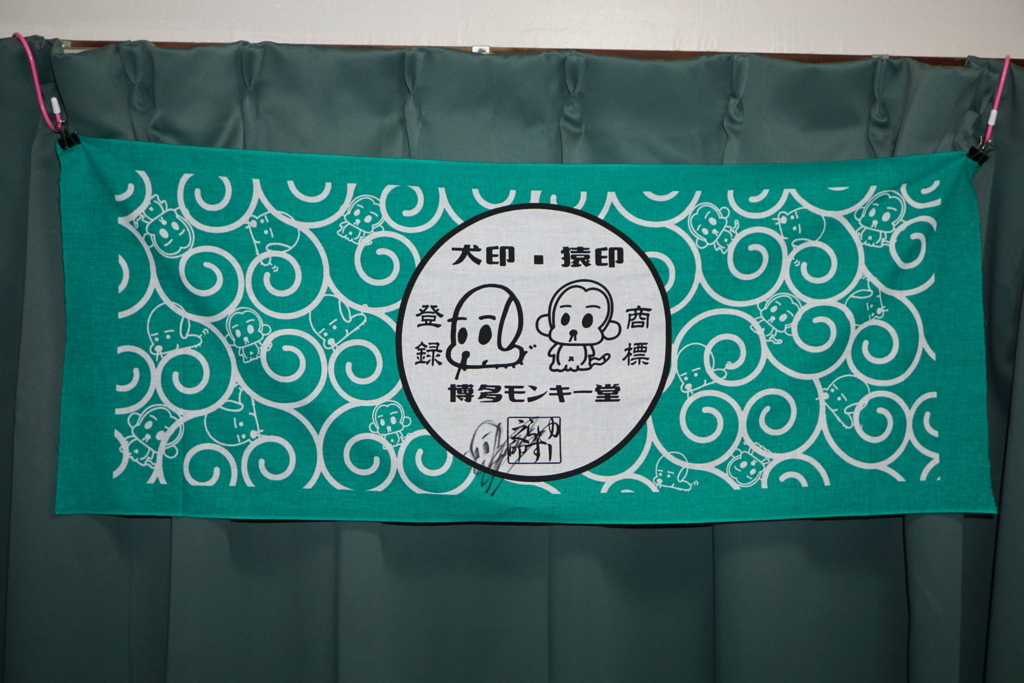 犬印・猿印
登録
商標
博多モンキー堂